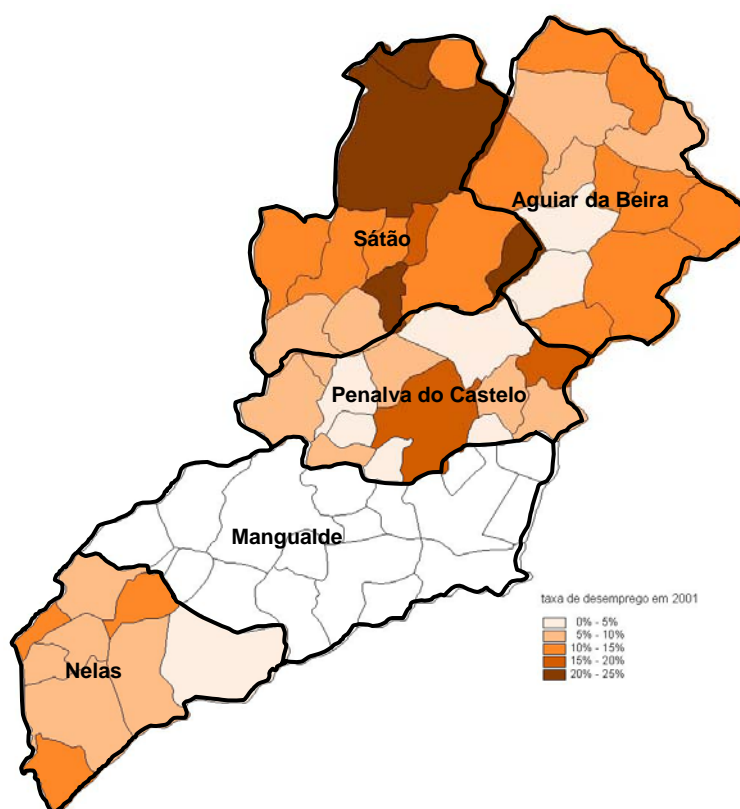 Aguiar da Beira
Sátão
Penalva do Castelo
Mangualde
Nelas
taxa de desemprego em 2001
0% - 5%
5% - 10%
10% - 15%
15% - 20%
20% - 25%